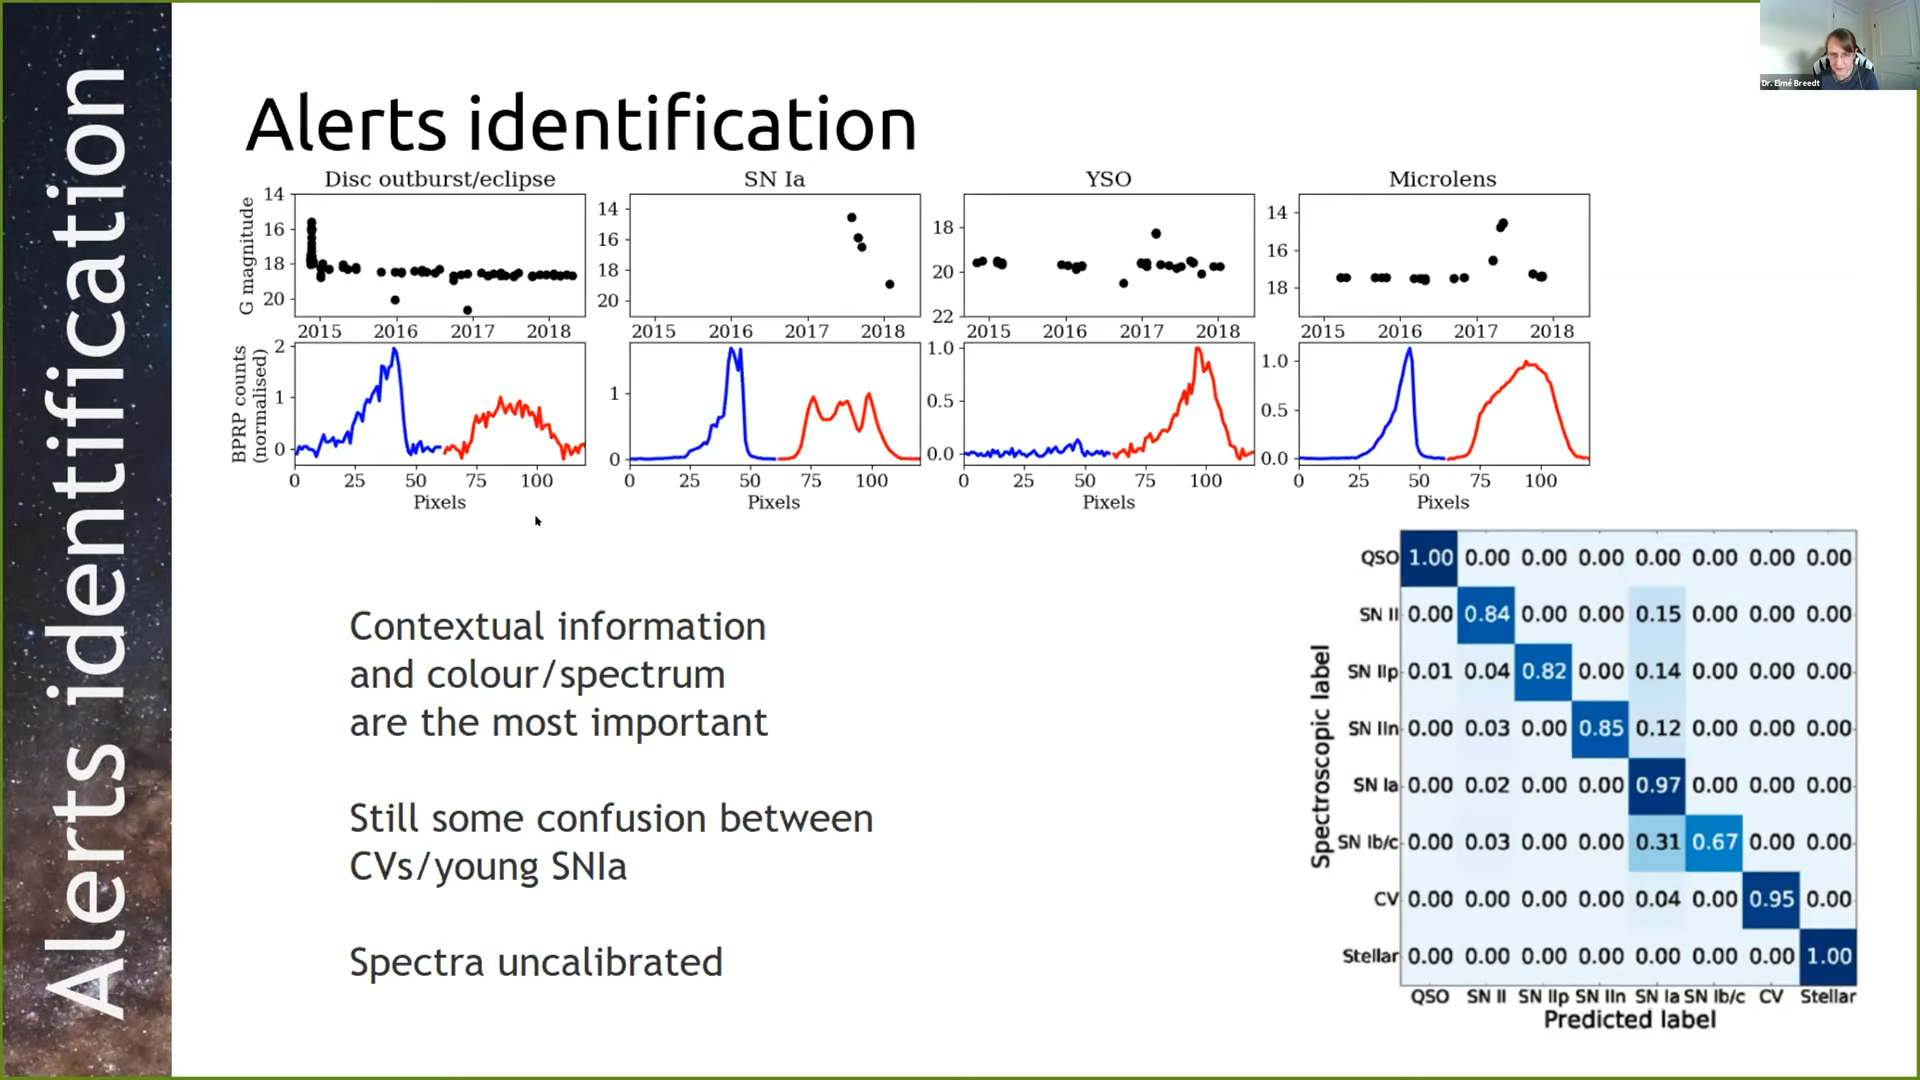 Alerts identification
Dr. Elmé Breedt
Alerts identification
Disc outburst/eclipse
SN Ia
YSO
Microlens
G magnitude
14
16
18
20
2015 2016 2017 2018
14
16
18
20
2015 2016 2017 2018
18
20
22
2015 2016 2017 2018
14
16
18
2015 2016 2017 2018
BPRP counts
(normalised)
2
1
0
0 25 50 75 100
Pixels
1
0
0 25 50 75 100
Pixels
1.0
0.5
0.0
0 25 50 75 100
Pixels
1.0
0.5
0.0
0 25 50 75 100
Pixels
Contextual information
and colour/spectrum
are the most important
Still some confusion between
CVs/young SNIa
Spectra uncalibrated
Spectroscopic label
QSO 1.00 0.00 0.00 0.00 0.00 0.00 0.00 0.00
SN II 0.00 0.84 0.00 0.00 0.15 0.00 0.00 0.00
SN IIp 0.01 0.04 0.82 0.00 0.14 0.00 0.00 0.00
SN IIn 0.00 0.03 0.00 0.85 0.12 0.00 0.00 0.00
SN Ia 0.00 0.02 0.00 0.00 0.97 0.00 0.00 0.00
SN Ib/c 0.00 0.03 0.00 0.00 0.31 0.67 0.00 0.00
CV 0.00 0.00 0.00 0.00 0.04 0.00 0.95 0.00
Stellar 0.00 0.00 0.00 0.00 0.00 0.00 0.00 1.00
QSO SN II SN IIp SN IIn SN Ia SN Ib/c CV Stellar
Predicted label